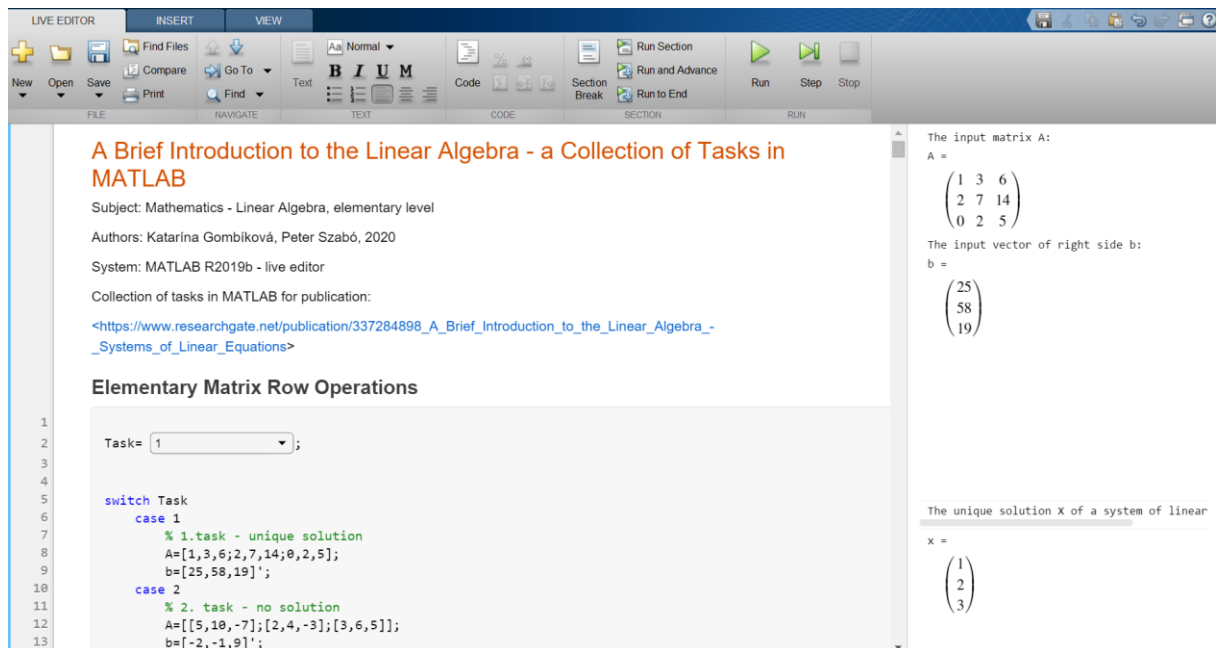 LIVE EDITOR INSERT VIEW
New Open Save Find Files Compare Print
FILE
Go To Find
NAVIGATE
Text Aa Normal B I U M
TEXT
Code
CODE
Section Break Run Section Run and Advance Run to End
SECTION
Run Step Stop
RUN
A Brief Introduction to the Linear Algebra - a Collection of Tasks in
MATLAB
Subject: Mathematics - Linear Algebra, elementary level
Authors: Katarína Gombíková, Peter Szabó, 2020
System: MATLAB R2019b - live editor
Collection of tasks in MATLAB for publication:
<https://www.researchgate.net/publication/337284898_A_Brief_Introduction_to_the_Linear_Algebra_-
_Systems_of_Linear_Equations>
Elementary Matrix Row Operations
1
2 Task= 1 ;
3
4
5 switch Task
6 case 1
7 % 1.task - unique solution
8 A=[1,3,6;2,7,14;0,2,5];
9 b=[25,58,19]';
10 case 2
11 % 2. task - no solution
12 A=[[5,10,-7];[2,4,-3];[3,6,5]];
13 b=[-2,-1,9]';
The input matrix A:
A =
1 3 6
2 7 14
0 2 5
The input vector of right side b:
b =
25
58
19
The unique solution X of a system of linear
x =
1
2
3